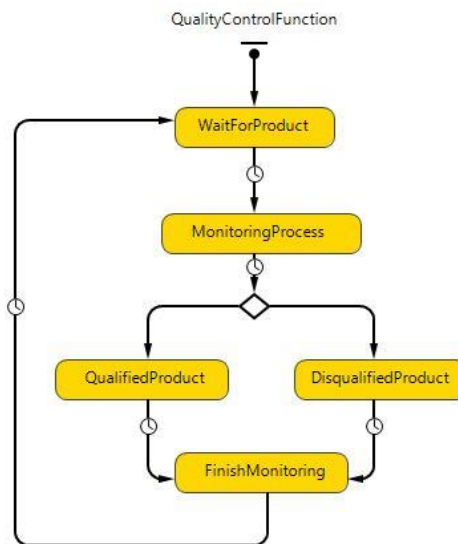 QualityControlFunction
WaitForProduct
MonitoringProcess
QualifiedProduct
DisqualifiedProduct
FinishMonitoring